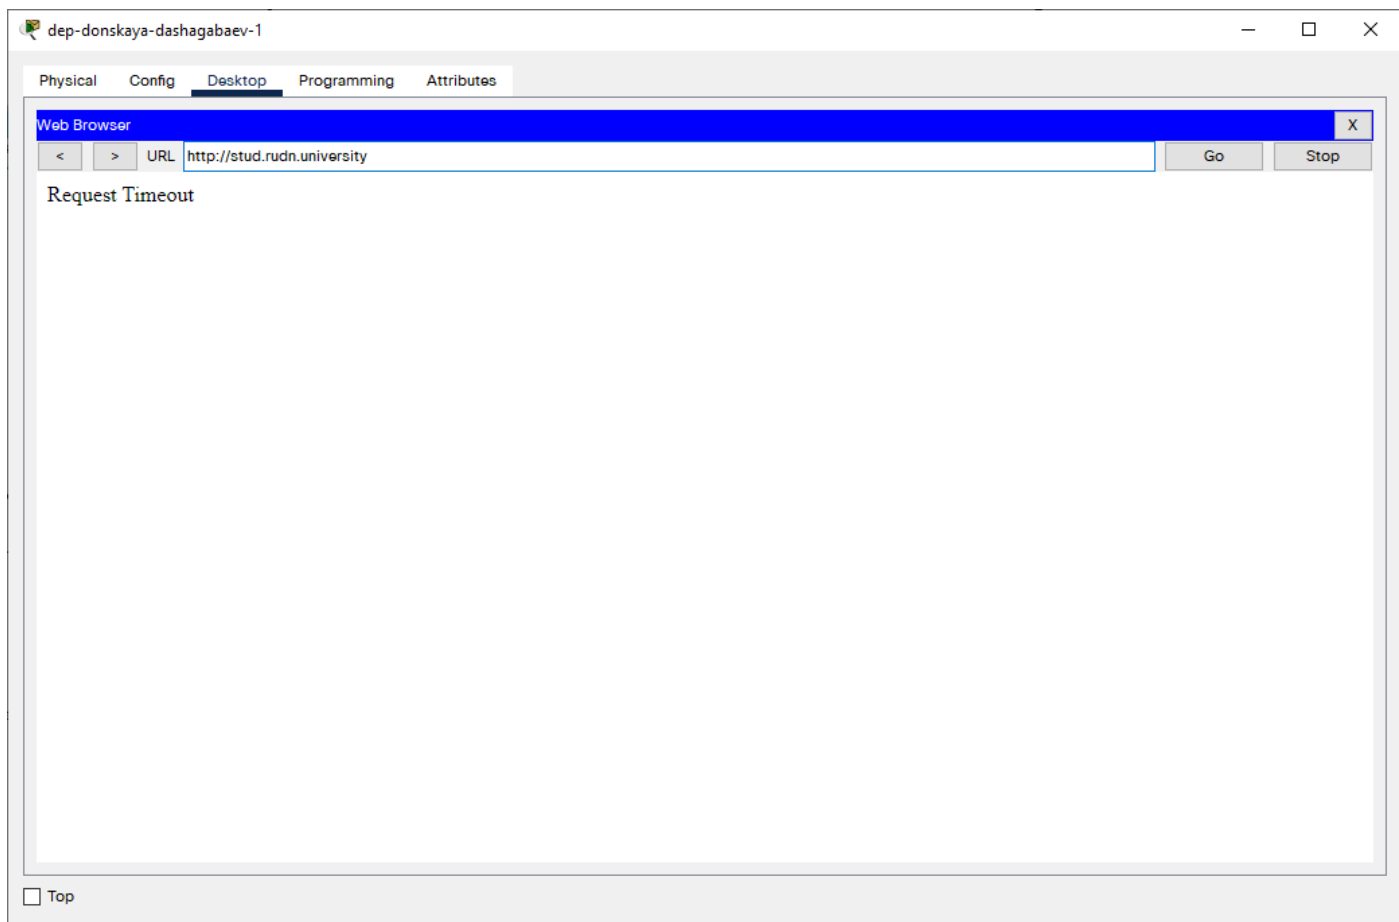 dep-donskaya-dashagabaev-1
Physical Config Desktop Programming Attributes
Web Browser X
< > URL http://stud.rudn.university Go Stop
Request Timeout
Top